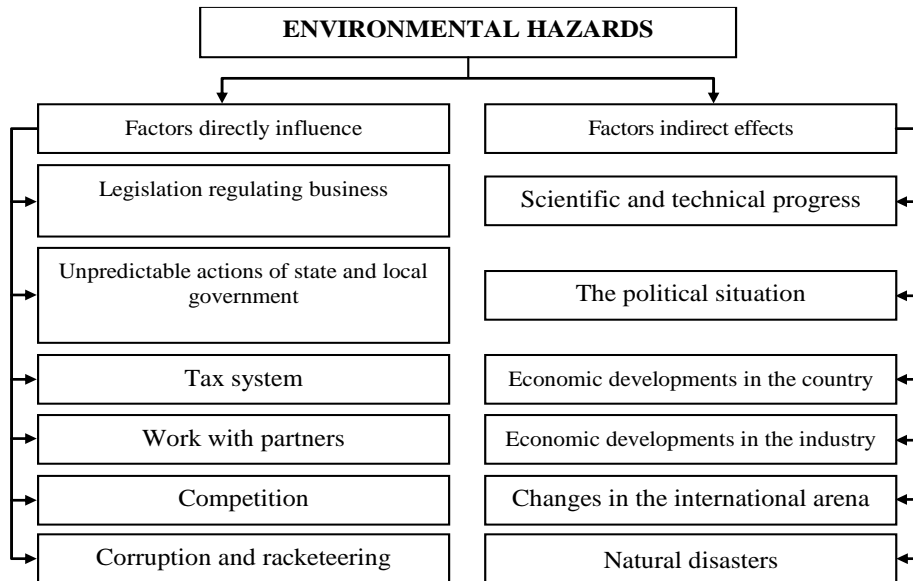 ENVIRONMENTAL HAZARDS
Factors directly influence
Factors indirect effects
Legislation regulating business
Scientific and technical progress
Unpredictable actions of state and local
government
The political situation
Tax system
Economic developments in the country
Work with partners
Economic developments in the industry
Competition
Changes in the international arena
Corruption and racketeering
Natural disasters